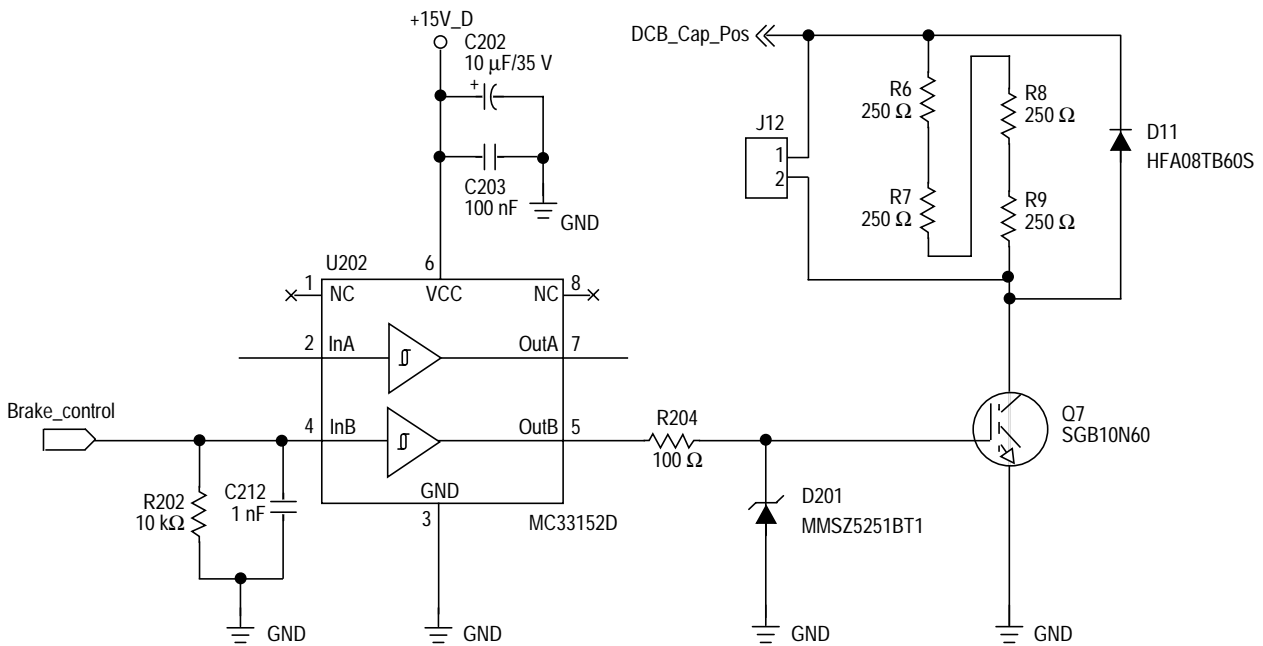 +15V_D
C202
10 µF/35 V
+
C203
100 nF
GND
DCB_Cap_Pos
R6
250 Ω
R8
250 Ω
J12
1
2
R7
250 Ω
R9
250 Ω
D11
HFA08TB60S
U202
6
1
NC
VCC
NC
8
2
InA
OutA
7
Brake_control
4
InB
OutB
5
GND
3
MC33152D
R202
10 kΩ
C212
1 nF
GND
GND
R204
100 Ω
D201
MMSZ5251BT1
GND
Q7
SGB10N60
GND